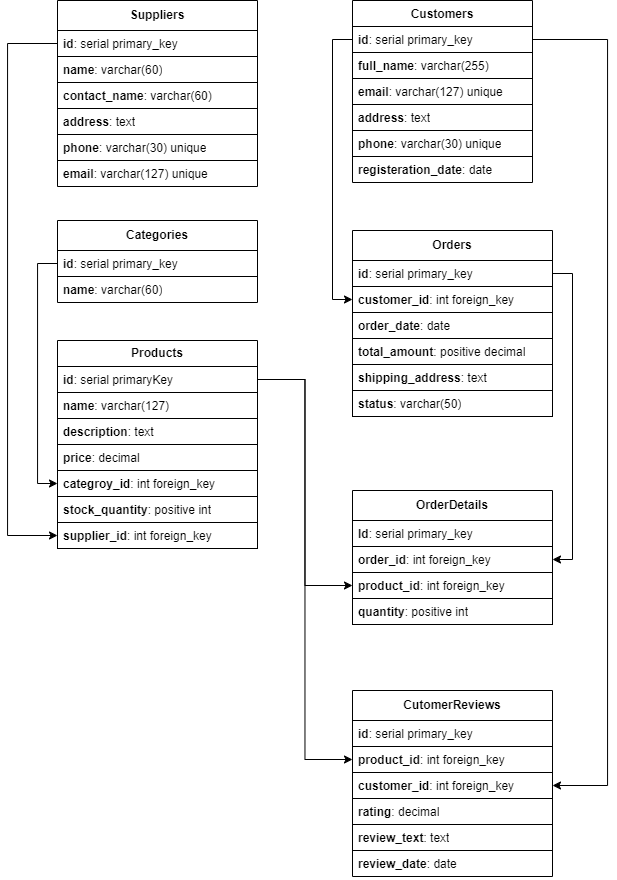 Suppliers
id: serial primary_key
name: varchar(60)
contact_name: varchar(60)
address: text
phone: varchar(30) unique
email: varchar(127) unique
Categories
id: serial primary_key
name: varchar(60)
Products
id: serial primaryKey
name: varchar(127)
description: text
price: decimal
categroy_id: int foreign_key
stock_quantity: positive int
supplier_id: int foreign_key
Customers
id: serial primary_key
full_name: varchar(255)
email: varchar(127) unique
address: text
phone: varchar(30) unique
registeration_date: date
Orders
id: serial primary_key
customer_id: int foreign_key
order_date: date
total_amount: positive decimal
shipping_address: text
status: varchar(50)
OrderDetails
Id: serial primary_key
order_id: int foreign_key
product_id: int foreign_key
quantity: positive int
CutomerReviews
id: serial primary_key
product_id: int foreign_key
customer_id: int foreign_key
rating: decimal
review_text: text
review_date: date